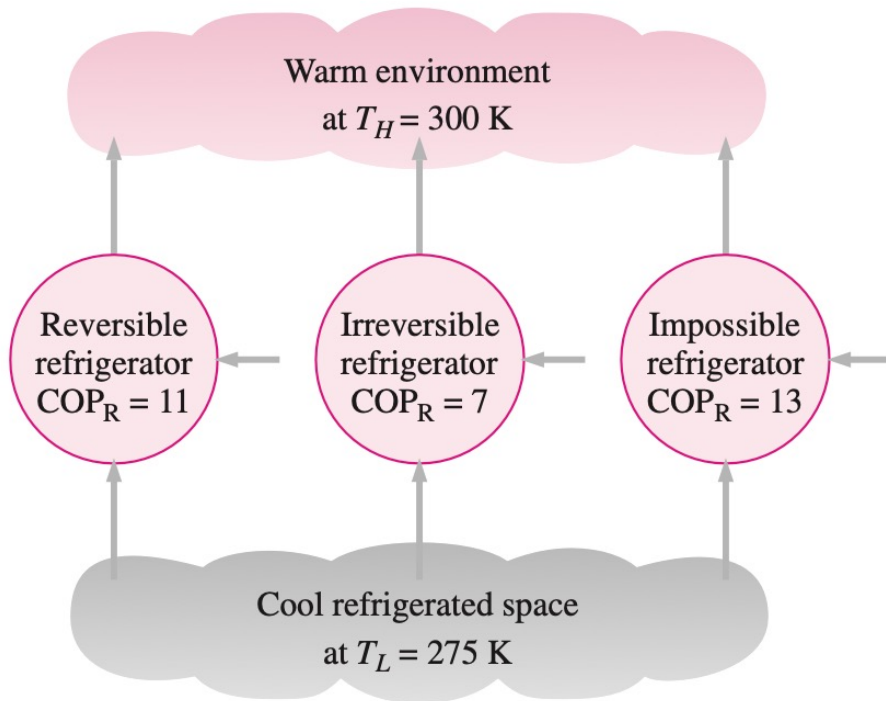 Warm environment
at T_H = 300 K
Reversible
refrigerator
COP_R = 11
Irreversible
refrigerator
COP_R = 7
Impossible
refrigerator
COP_R = 13
Cool refrigerated space
at T_L = 275 K